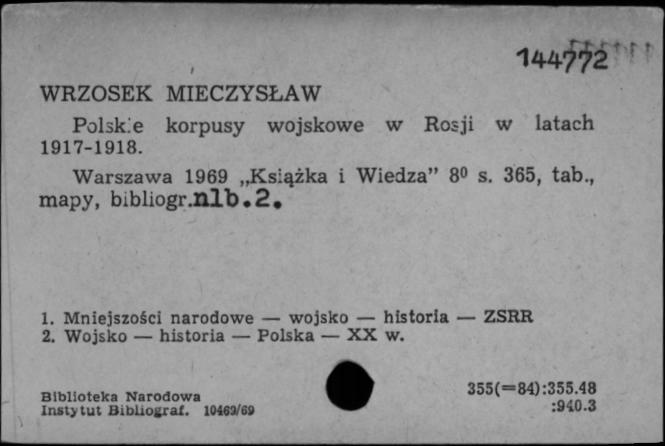 144772
WRZOSEK MIECZYSŁAW
Polskie korpusy wojskowe w Rosji w latach
1917-1918.
Warszawa 1969 „Książka i Wiedza” 8⁰ s. 365, tab.,
mapy, bibliogr.nlb.2.
1. Mniejszości narodowe — wojsko — historia — ZSRR
2. Wojsko — historia — Polska — XX w.
355(=84):355.48
:940.3
Biblioteka Narodowa
Instytut Bibliograf. 10469/69